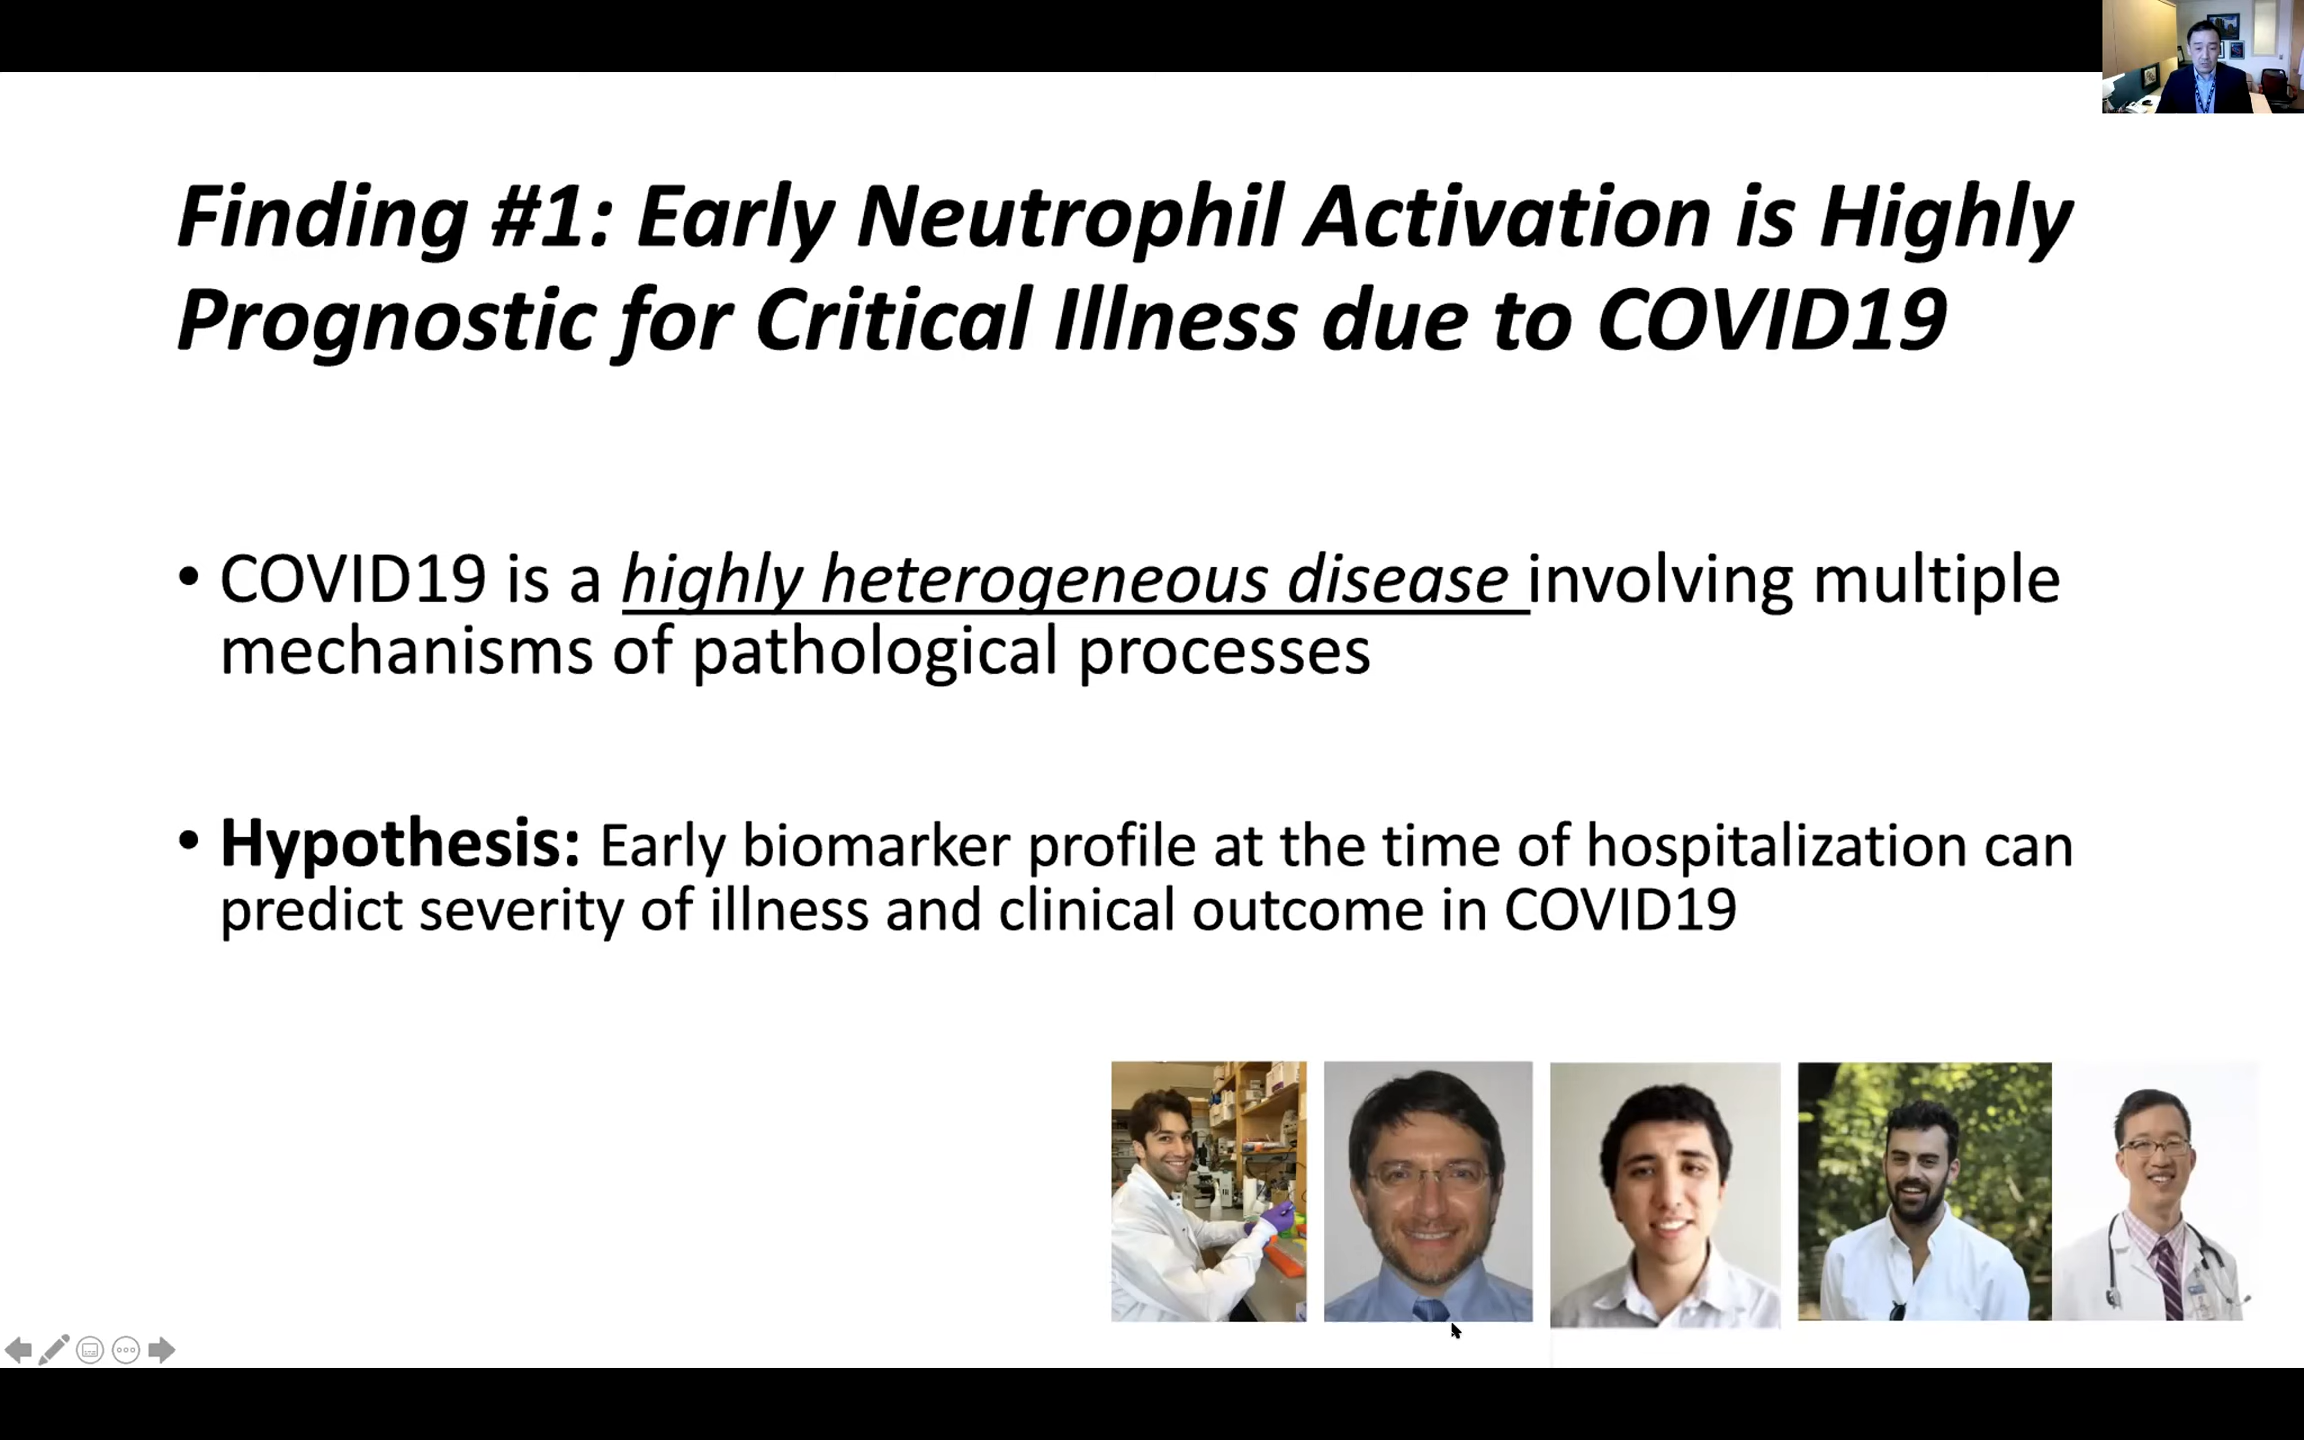 Finding #1: Early Neutrophil Activation is Highly
Prognostic for Critical Illness due to COVID19
• COVID19 is a highly heterogeneous disease involving multiple
mechanisms of pathological processes
• Hypothesis: Early biomarker profile at the time of hospitalization can
predict severity of illness and clinical outcome in COVID19